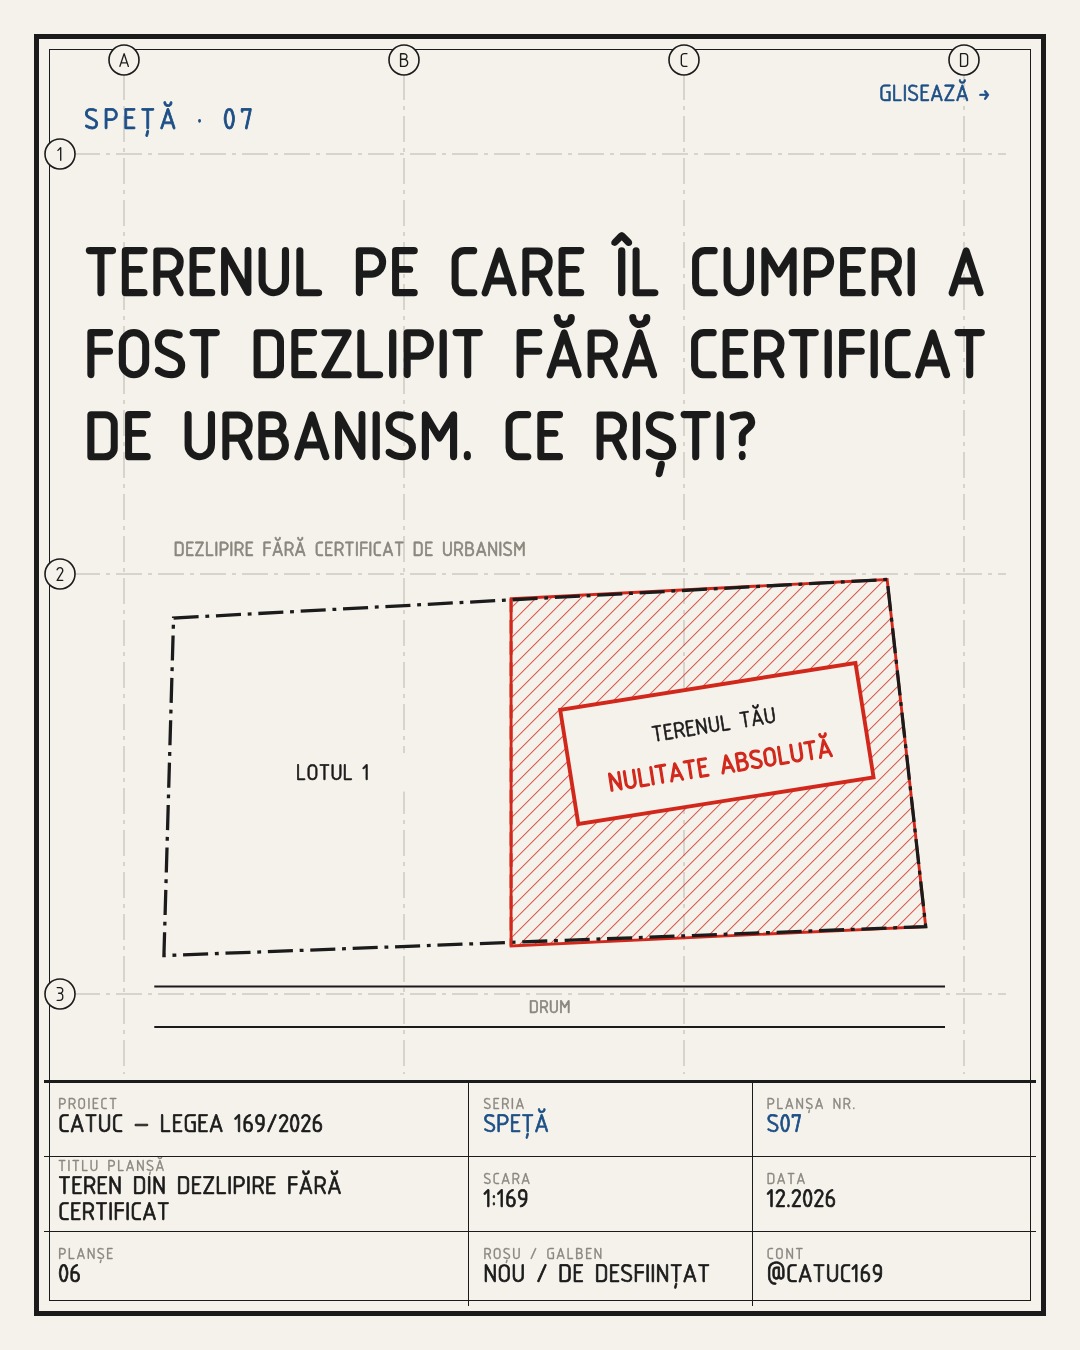 A B C D
GLISEAZĂ →
SPEȚĂ · 07
1
TERENUL PE CARE ÎL CUMPERI A
FOST DEZLIPIT FĂRĂ CERTIFICAT
DE URBANISM. CE RIȘTI?
DEZLIPIRE FĂRĂ CERTIFICAT DE URBANISM
2
TERENUL TĂU
NULITATE ABSOLUTĂ
LOTUL 1
3
DRUM
PROIECT
CATUC – LEGEA 169/2026
SERIA
SPEȚĂ
PLANȘA NR.
S07
TITLU PLANȘĂ
TEREN DIN DEZLIPIRE FĂRĂ
CERTIFICAT
SCARA
1:169
DATA
12.2026
PLANȘE
06
ROȘU / GALBEN
NOU / DE DESFIINȚAT
CONT
@CATUC169